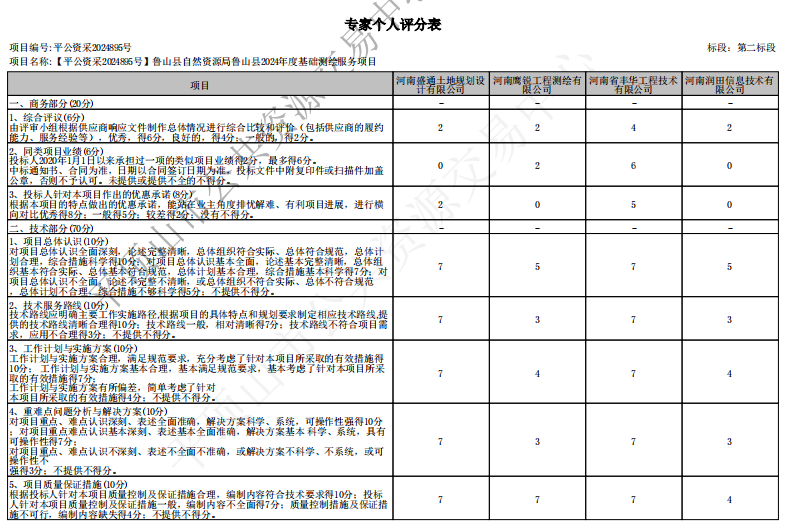 专家个人评分表
项目编号:平公资采2024895号
标段：第二标段
项目名称:【平公资采2024895号】鲁山县自然资源局鲁山县2024年度基础测绘服务项目
项目
河南盛通土地规划设计有限公司
河南鹰锐工程测绘有限公司
河南省丰华工程技术有限公司
河南润田信息技术有限公司
一、商务部分(20分) － － － －
1、综合评议(6分)
由评审小组根据供应商响应文件制作总体情况进行综合比较和评价（包括供应商的履约
能力、服务经验等），优秀，得6分，良好的，得4分；一般的，得2分。
2 2 4 2
2、同类项目业绩(6分)
投标人2020年1月1日以来承担过一项的类似项目业绩得2分，最多得6分。
中标通知书、合同为准，日期以合同签订日期为准。投标文件中附复印件或扫描件加盖
公章，否则不予认可。未提供或提供不全的不得分。
0 2 6 0
3、投标人针对本项目作出的优惠承诺(8分)
根据本项目的特点做出的优惠承诺，能站在业主角度排忧解难、有利项目进展，进行横
向对比优秀得8分；一般得5分；较差得2分；没有不得分。
2 0 5 0
二、技术部分(70分) － － － －
1、项目总体认识(10分)
对项目总体认识全面深刻，论述完整清晰，总体组织符合实际、总体符合规范，总体计
划合理，综合措施科学得10分；对项目总体认识基本全面，论述基本完整清晰，总体组
织基本符合实际、总体基本符合规范，总体计划基本合理，综合措施基本科学得7分；对
项目总体认识不全面，论述不完整不清晰，或总体组织不符合实际、总体不符合规范
，总体计划不合理，综合措施不够科学得5分；不提供不得分。
7 5 7 5
2、技术服务路线(10分)
技术路线应明确主要工作实施路径,根据项目的具体特点和规划要求制定相应技术路线,提
供的技术路线清晰合理得10分；技术路线一般，相对清晰得7分；技术路线不符合项目需
求，应用不合理得3分；不提供不得分。
7 3 7 3
3、工作计划与实施方案(10分)
工作计划与实施方案合理，满足规范要求，充分考虑了针对本项目所采取的有效措施得
10分；工作计划与实施方案基本合理，基本满足规范要求，基本考虑了针对本项目所采
取的有效措施得7分；
工作计划与实施方案有所偏差，简单考虑了针对
本项目所采取的有效措施得4分；不提供不得分。
7 4 7 4
4、重难点问题分析与解决方案(10分)
对项目重点、难点认识深刻、表述全面准确，解决方案科学、系统，可操作性强得10分
；对项目重点、难点认识基本深刻、表述基本全面准确，解决方案基本 科学、系统，具有
可操作性得7分；
对项目重点、难点认识不深刻、表述不全面不准确，或解决方案不科学、不系统，或可
操作性不
强得3分；不提供不得分。
7 3 7 3
5、项目质量保证措施(10分)
根据投标人针对本项目质量控制及保证措施合理，编制内容符合技术要求得10分；投标
人针对本项目质量控制及保证措施一般，编制内容不全面得7分；质量控制措施及保证措
施不可行，编制内容缺失得4分；不提供不得分。
7 7 7 4